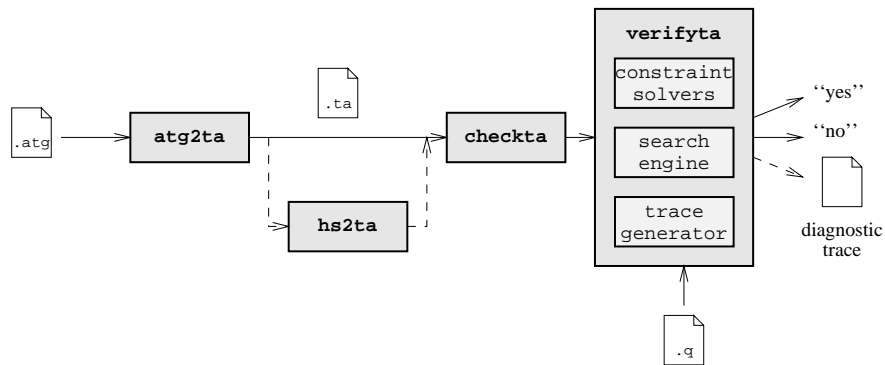 verifyta
constraint
solvers
.ta
‘‘yes’’
.atg
atg2ta
checkta
search
engine
‘‘no’’
hs2ta
trace
generator
diagnostic
trace
.q